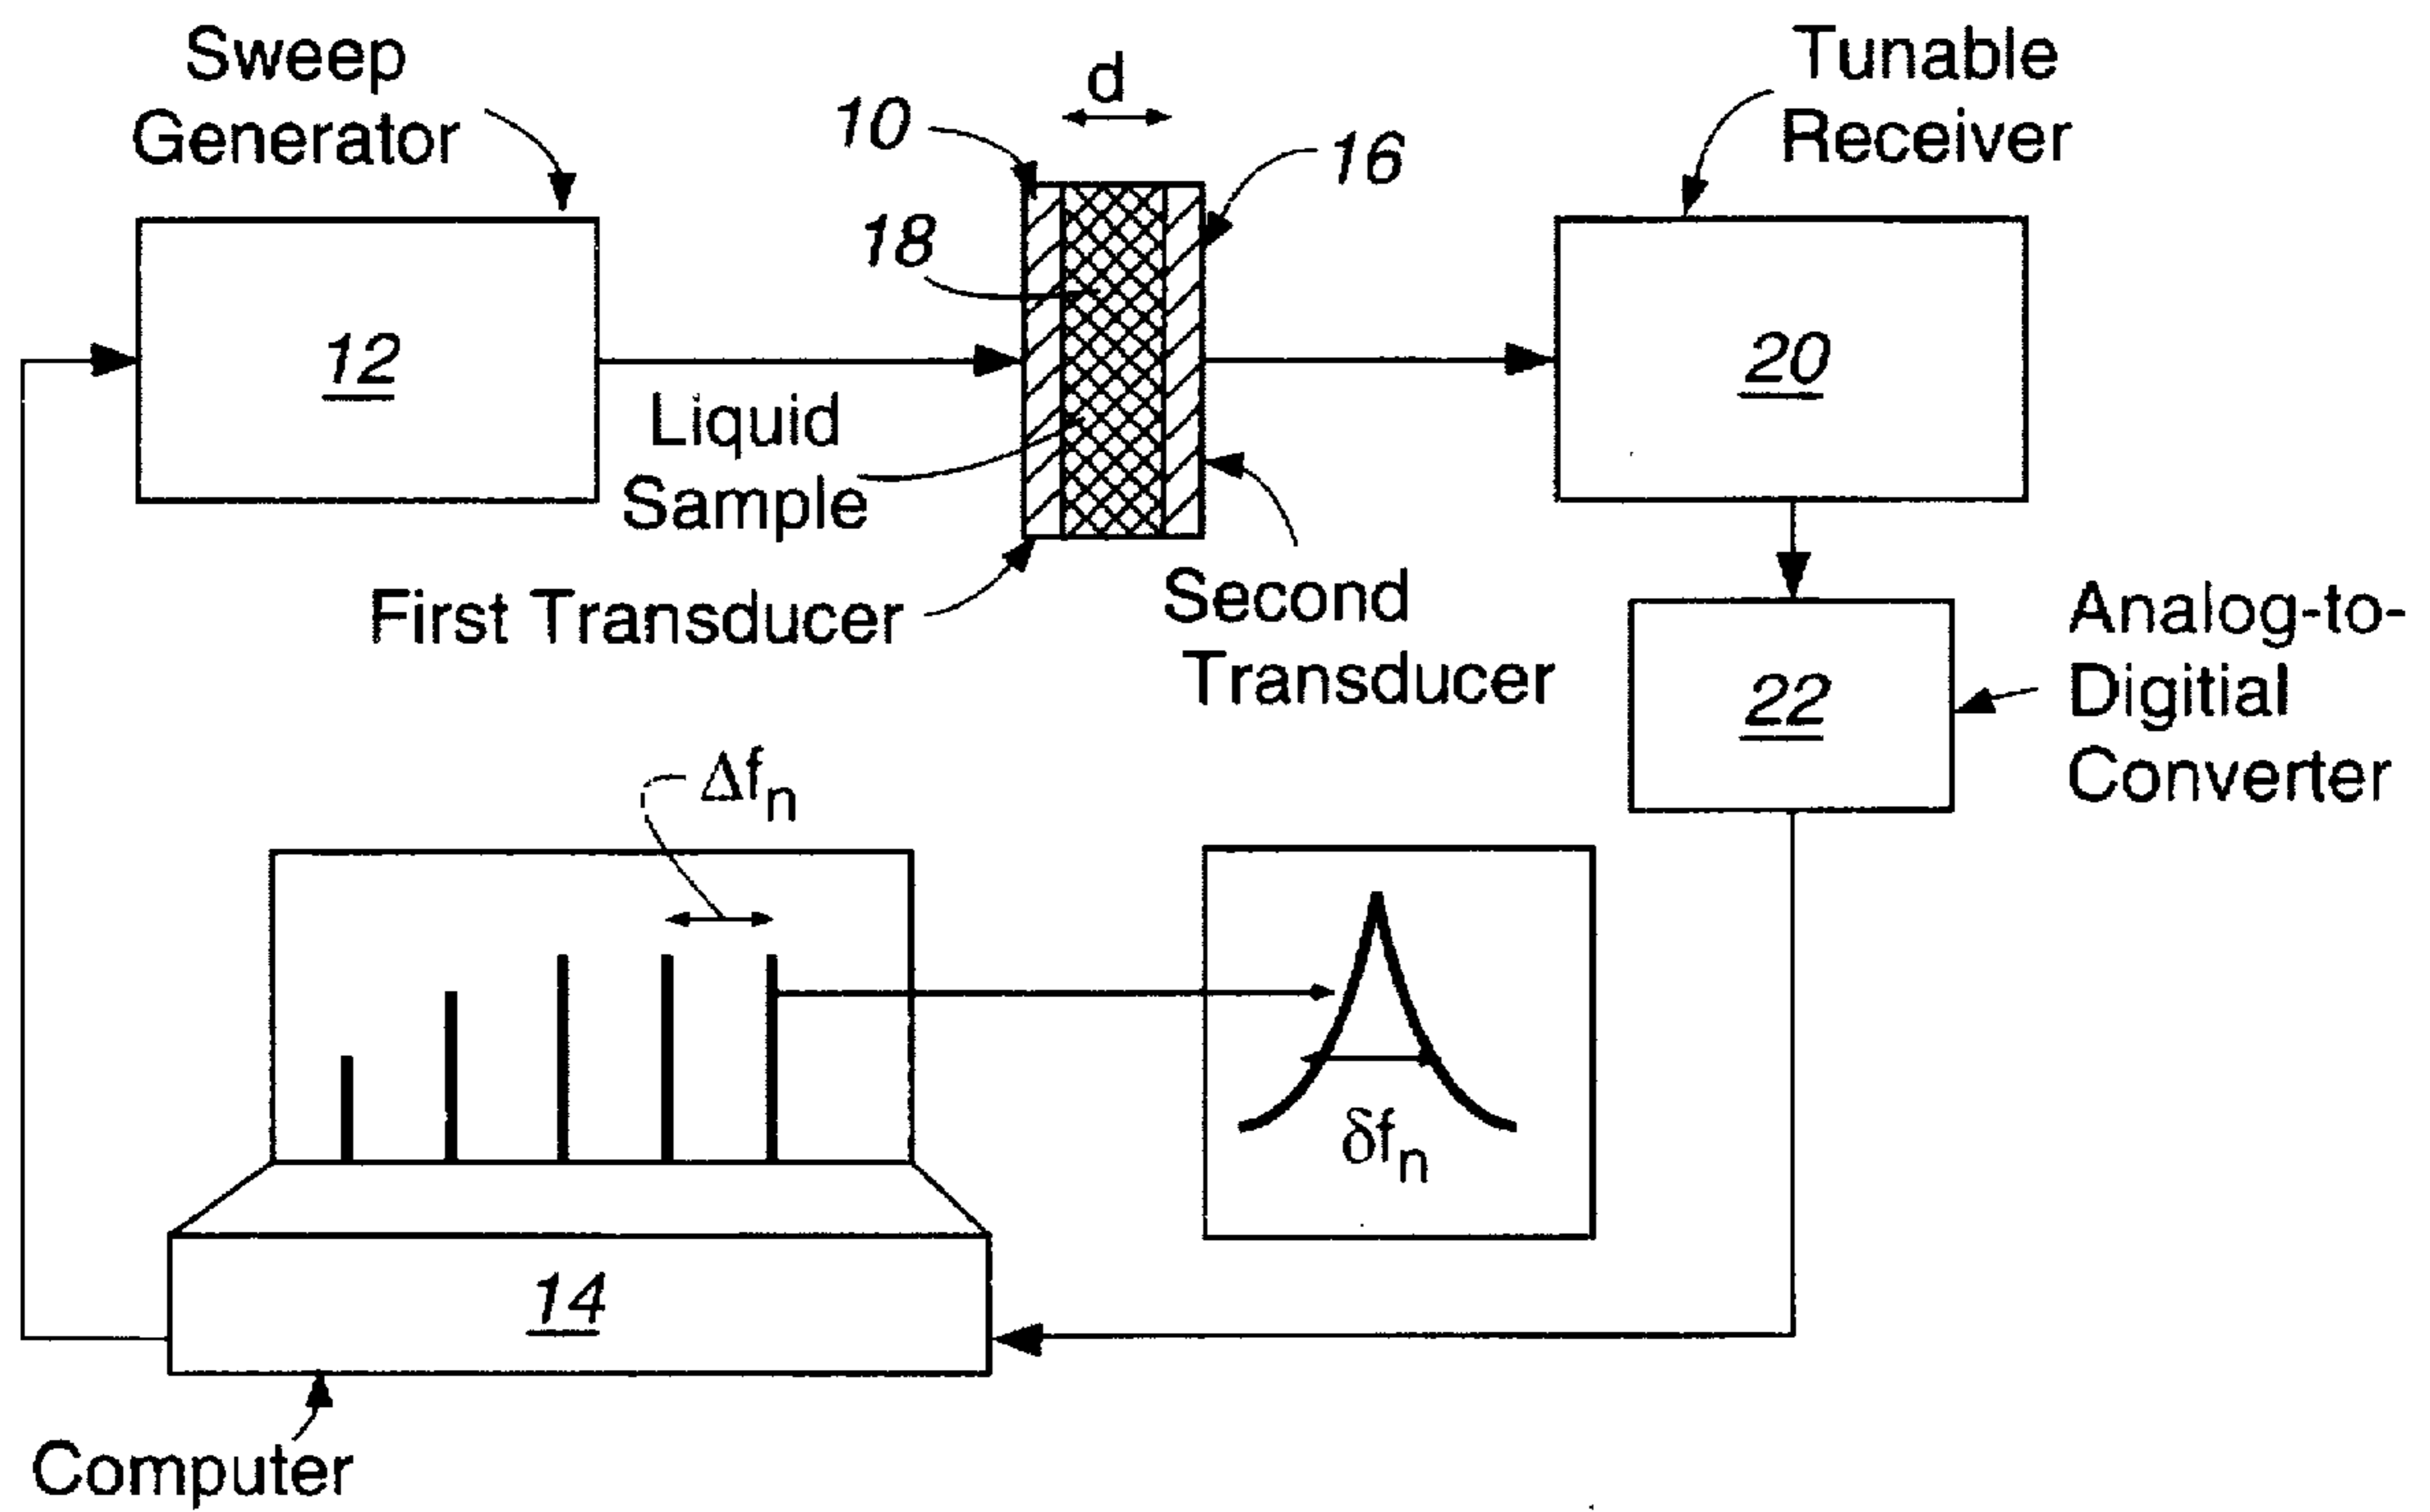 Sweep
Generator
d
10
16
Tunable
Receiver
18
12
20
Liquid
Sample
First Transducer
Second
Transducer
22
Analog-to-
Digitial
Converter
Δfn
δfn
14
Computer